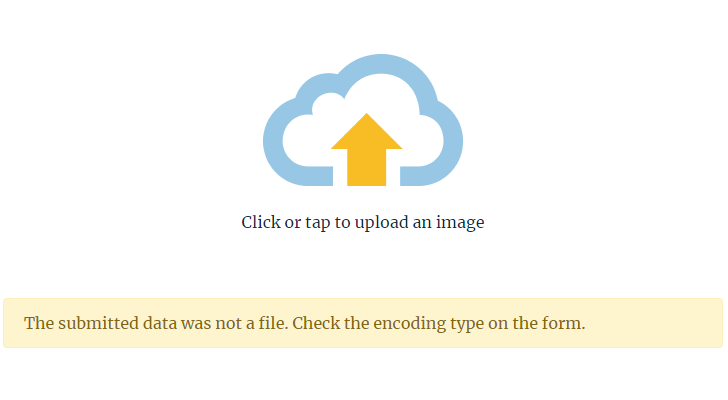 Click or tap to upload an image
The submitted data was not a file. Check the encoding type on the form.